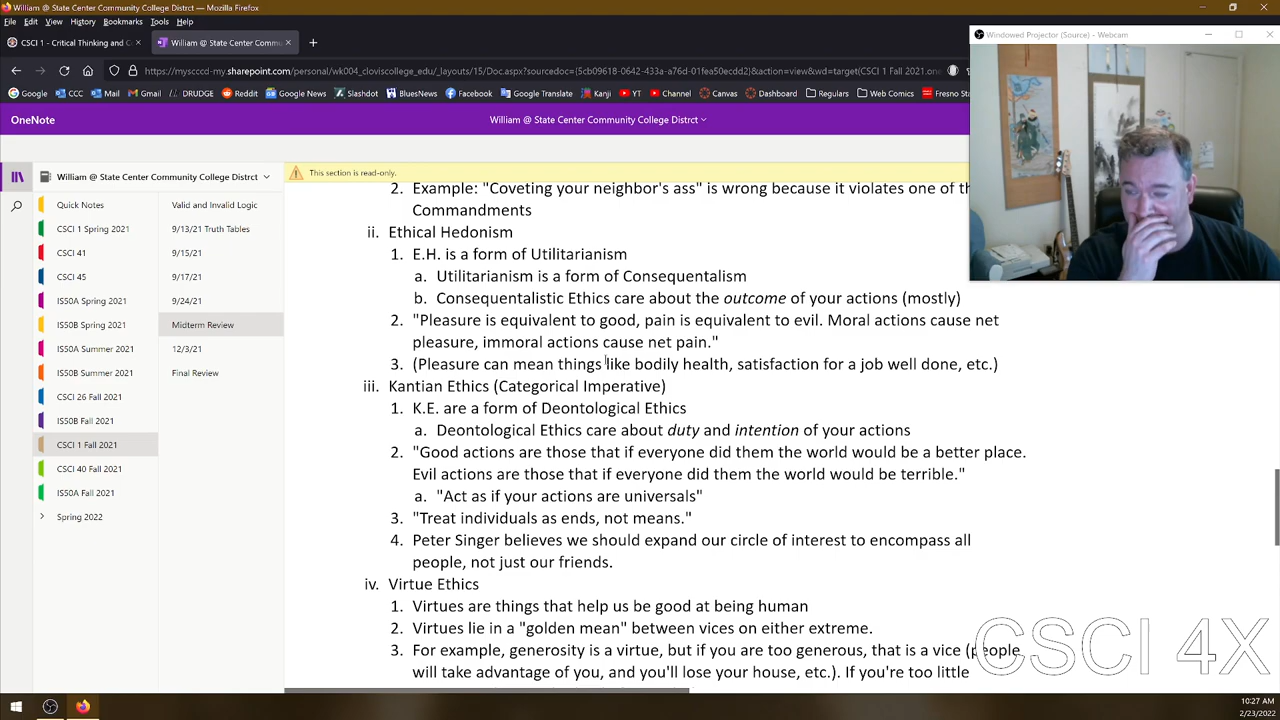 William @ State Center Community College Distrct — Mozilla Firefox
File Edit View History Bookmarks Tools Help
CSCI 1 - Critical Thinking and C
William @ State Center Commu
Windowed Projector (Source) - Webcam
https://myscccd-my.sharepoint.com/personal/wk004_cloviscollege_edu/_layouts/15/Doc.aspx?sourcedoc={5cb09618-0642-433a-a76d-01fea50ecdd2}&action=view&wd=target(CSCI 1 Fall 2021.one
Google CCC Mail Gmail DRUDGE Reddit Google News Slashdot BluesNews Facebook Google Translate Kanji YT Channel Canvas Dashboard Regulars Web Comics Fresno St
OneNote
William @ State Center Community College Distrct
This section is read-only.
William @ State Center Community College Distrct
Quick Notes
CSCI 1 Spring 2021
CSCI 41
CSCI 45
IS50A Spring 2021
IS50B Spring 2021
IS50A Summer 2021
IS50B Summer 2021
CSCI 26 Fall 2021
IS50B Fall 2021
CSCI 1 Fall 2021
CSCI 40 Fall 2021
IS50A Fall 2021
Spring 2022
Valid and Invalid Logic
9/13/21 Truth Tables
9/15/21
9/17/21
9/24/21
Midterm Review
12/3/21
Final Review
2. Example: "Coveting your neighbor's ass" is wrong because it violates one of th
Commandments
ii. Ethical Hedonism
1. E.H. is a form of Utilitarianism
a. Utilitarianism is a form of Consequentalism
b. Consequentalistic Ethics care about the outcome of your actions (mostly)
2. "Pleasure is equivalent to good, pain is equivalent to evil. Moral actions cause net
pleasure, immoral actions cause net pain."
3. (Pleasure can mean things like bodily health, satisfaction for a job well done, etc.)
iii. Kantian Ethics (Categorical Imperative)
1. K.E. are a form of Deontological Ethics
a. Deontological Ethics care about duty and intention of your actions
2. "Good actions are those that if everyone did them the world would be a better place.
Evil actions are those that if everyone did them the world would be terrible."
a. "Act as if your actions are universals"
3. "Treat individuals as ends, not means."
4. Peter Singer believes we should expand our circle of interest to encompass all
people, not just our friends.
iv. Virtue Ethics
1. Virtues are things that help us be good at being human
2. Virtues lie in a "golden mean" between vices on either extreme.
3. For example, generosity is a virtue, but if you are too generous, that is a vice (people
will take advantage of you, and you'll lose your house, etc.). If you're too little
CSCI 4X
10:27 AM
2/23/2022